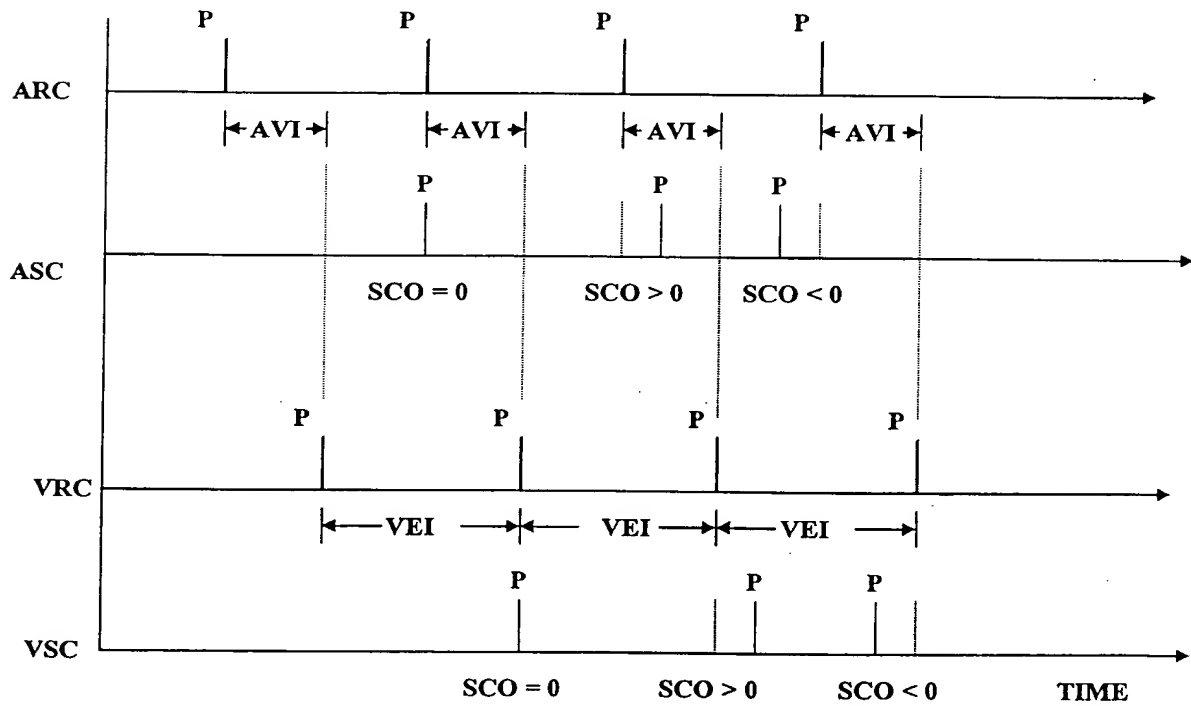 P P P P
ARC
AVI AVI AVI AVI
P P P
ASC
SCO = 0 SCO > 0 SCO < 0
P P P P
VRC
VEI VEI VEI
P P P
VSC
SCO = 0 SCO > 0 SCO < 0 TIME